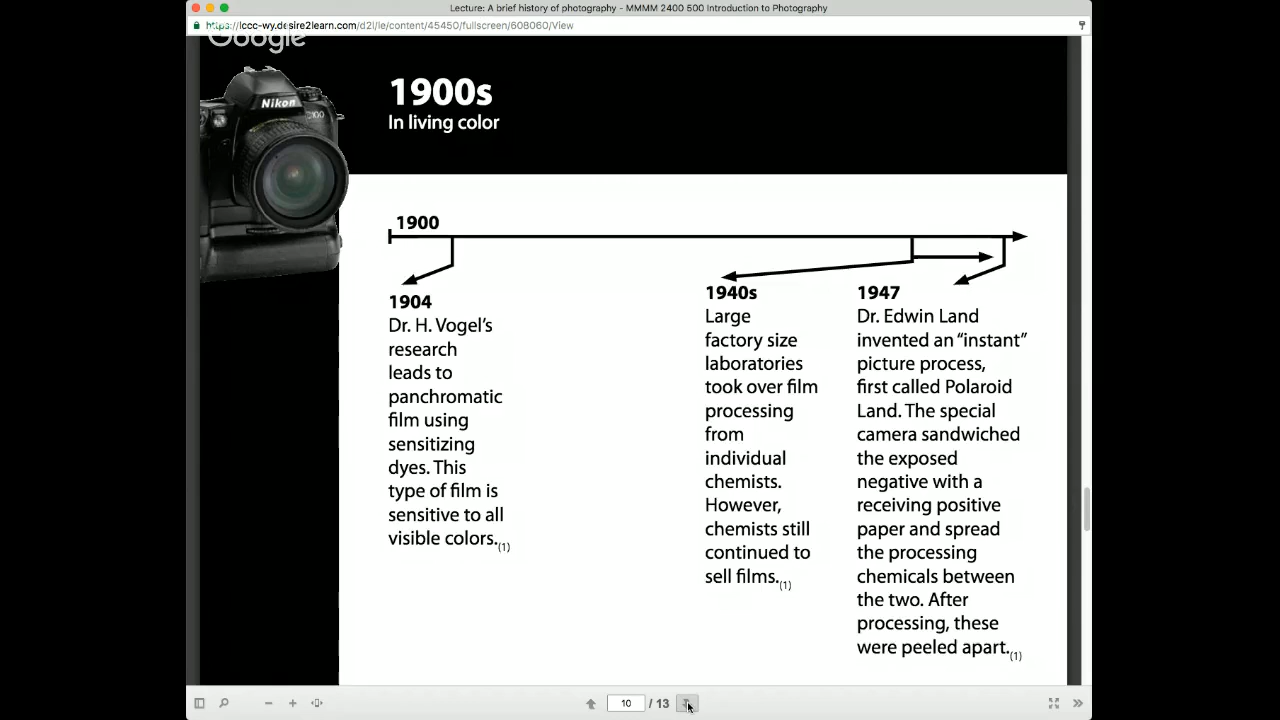 Lecture: A brief history of photography - MMMM 2400 500 Introduction to Photography
https://lccc-wy.desire2learn.com/d2l/le/content/45450/fullscreen/608060/View
Google
Nikon
1900s
In living color
1900
1904
Dr. H. Vogel’s
research
leads to
panchromatic
film using
sensitizing
dyes. This
type of film is
sensitive to all
visible colors.(1)
1940s
Large
factory size
laboratories
took over film
processing
from
individual
chemists.
However,
chemists still
continued to
sell films.(1)
1947
Dr. Edwin Land
invented an “instant”
picture process,
first called Polaroid
Land. The special
camera sandwiched
the exposed
negative with a
receiving positive
paper and spread
the processing
chemicals between
the two. After
processing, these
were peeled apart.(1)
10 / 13